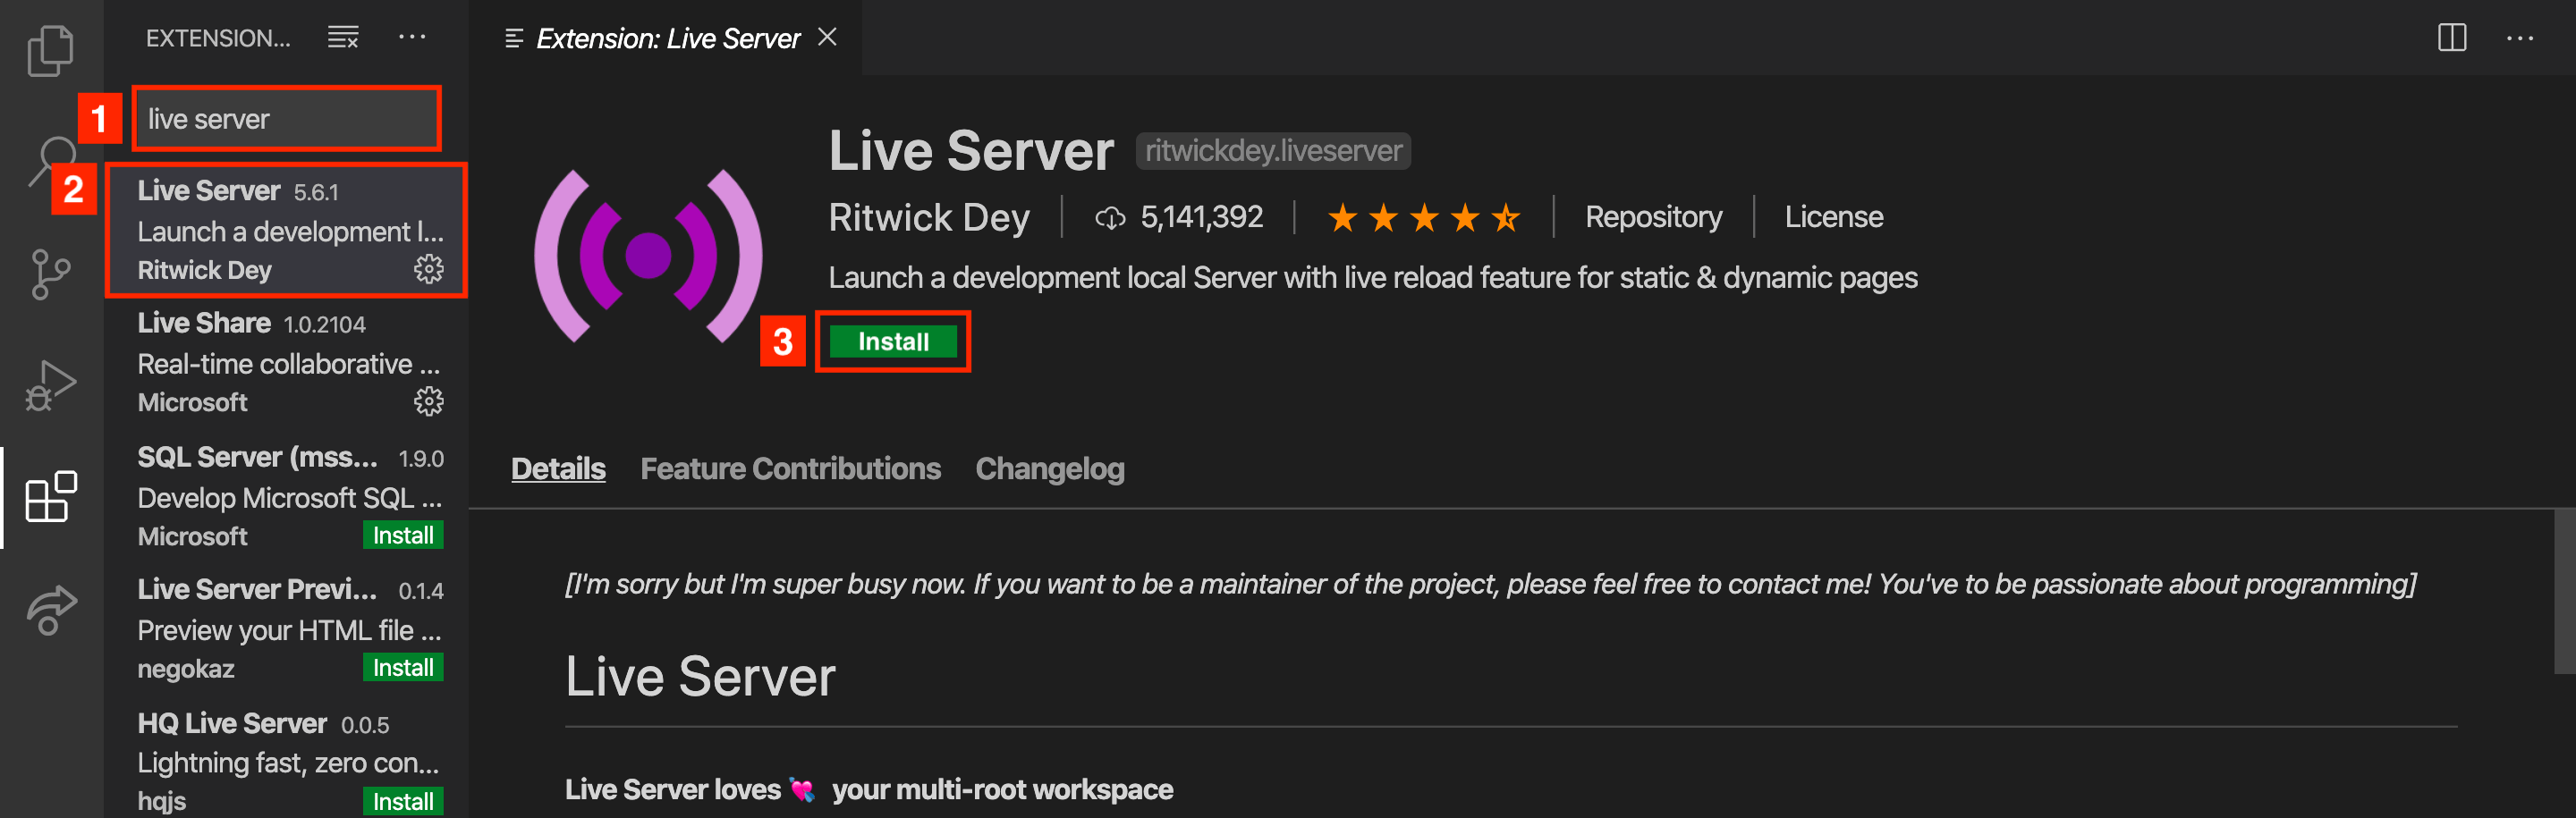 EXTENSION...
1
live server
2
Live Server 5.6.1
Launch a development l...
Ritwick Dey
Live Share 1.0.2104
Real-time collaborative ...
Microsoft
SQL Server (mss... 1.9.0
Develop Microsoft SQL ...
Microsoft Install
Live Server Previ... 0.1.4
Preview your HTML file ...
negokaz Install
HQ Live Server 0.0.5
Lightning fast, zero con...
hqjs Install
Extension: Live Server
Live Server ritwickdey.liveserver
Ritwick Dey 5,141,392 Repository License
Launch a development local Server with live reload feature for static & dynamic pages
3 Install
Details Feature Contributions Changelog
[I'm sorry but I'm super busy now. If you want to be a maintainer of the project, please feel free to contact me! You've to be passionate about programming]
Live Server
Live Server loves 💘 your multi-root workspace